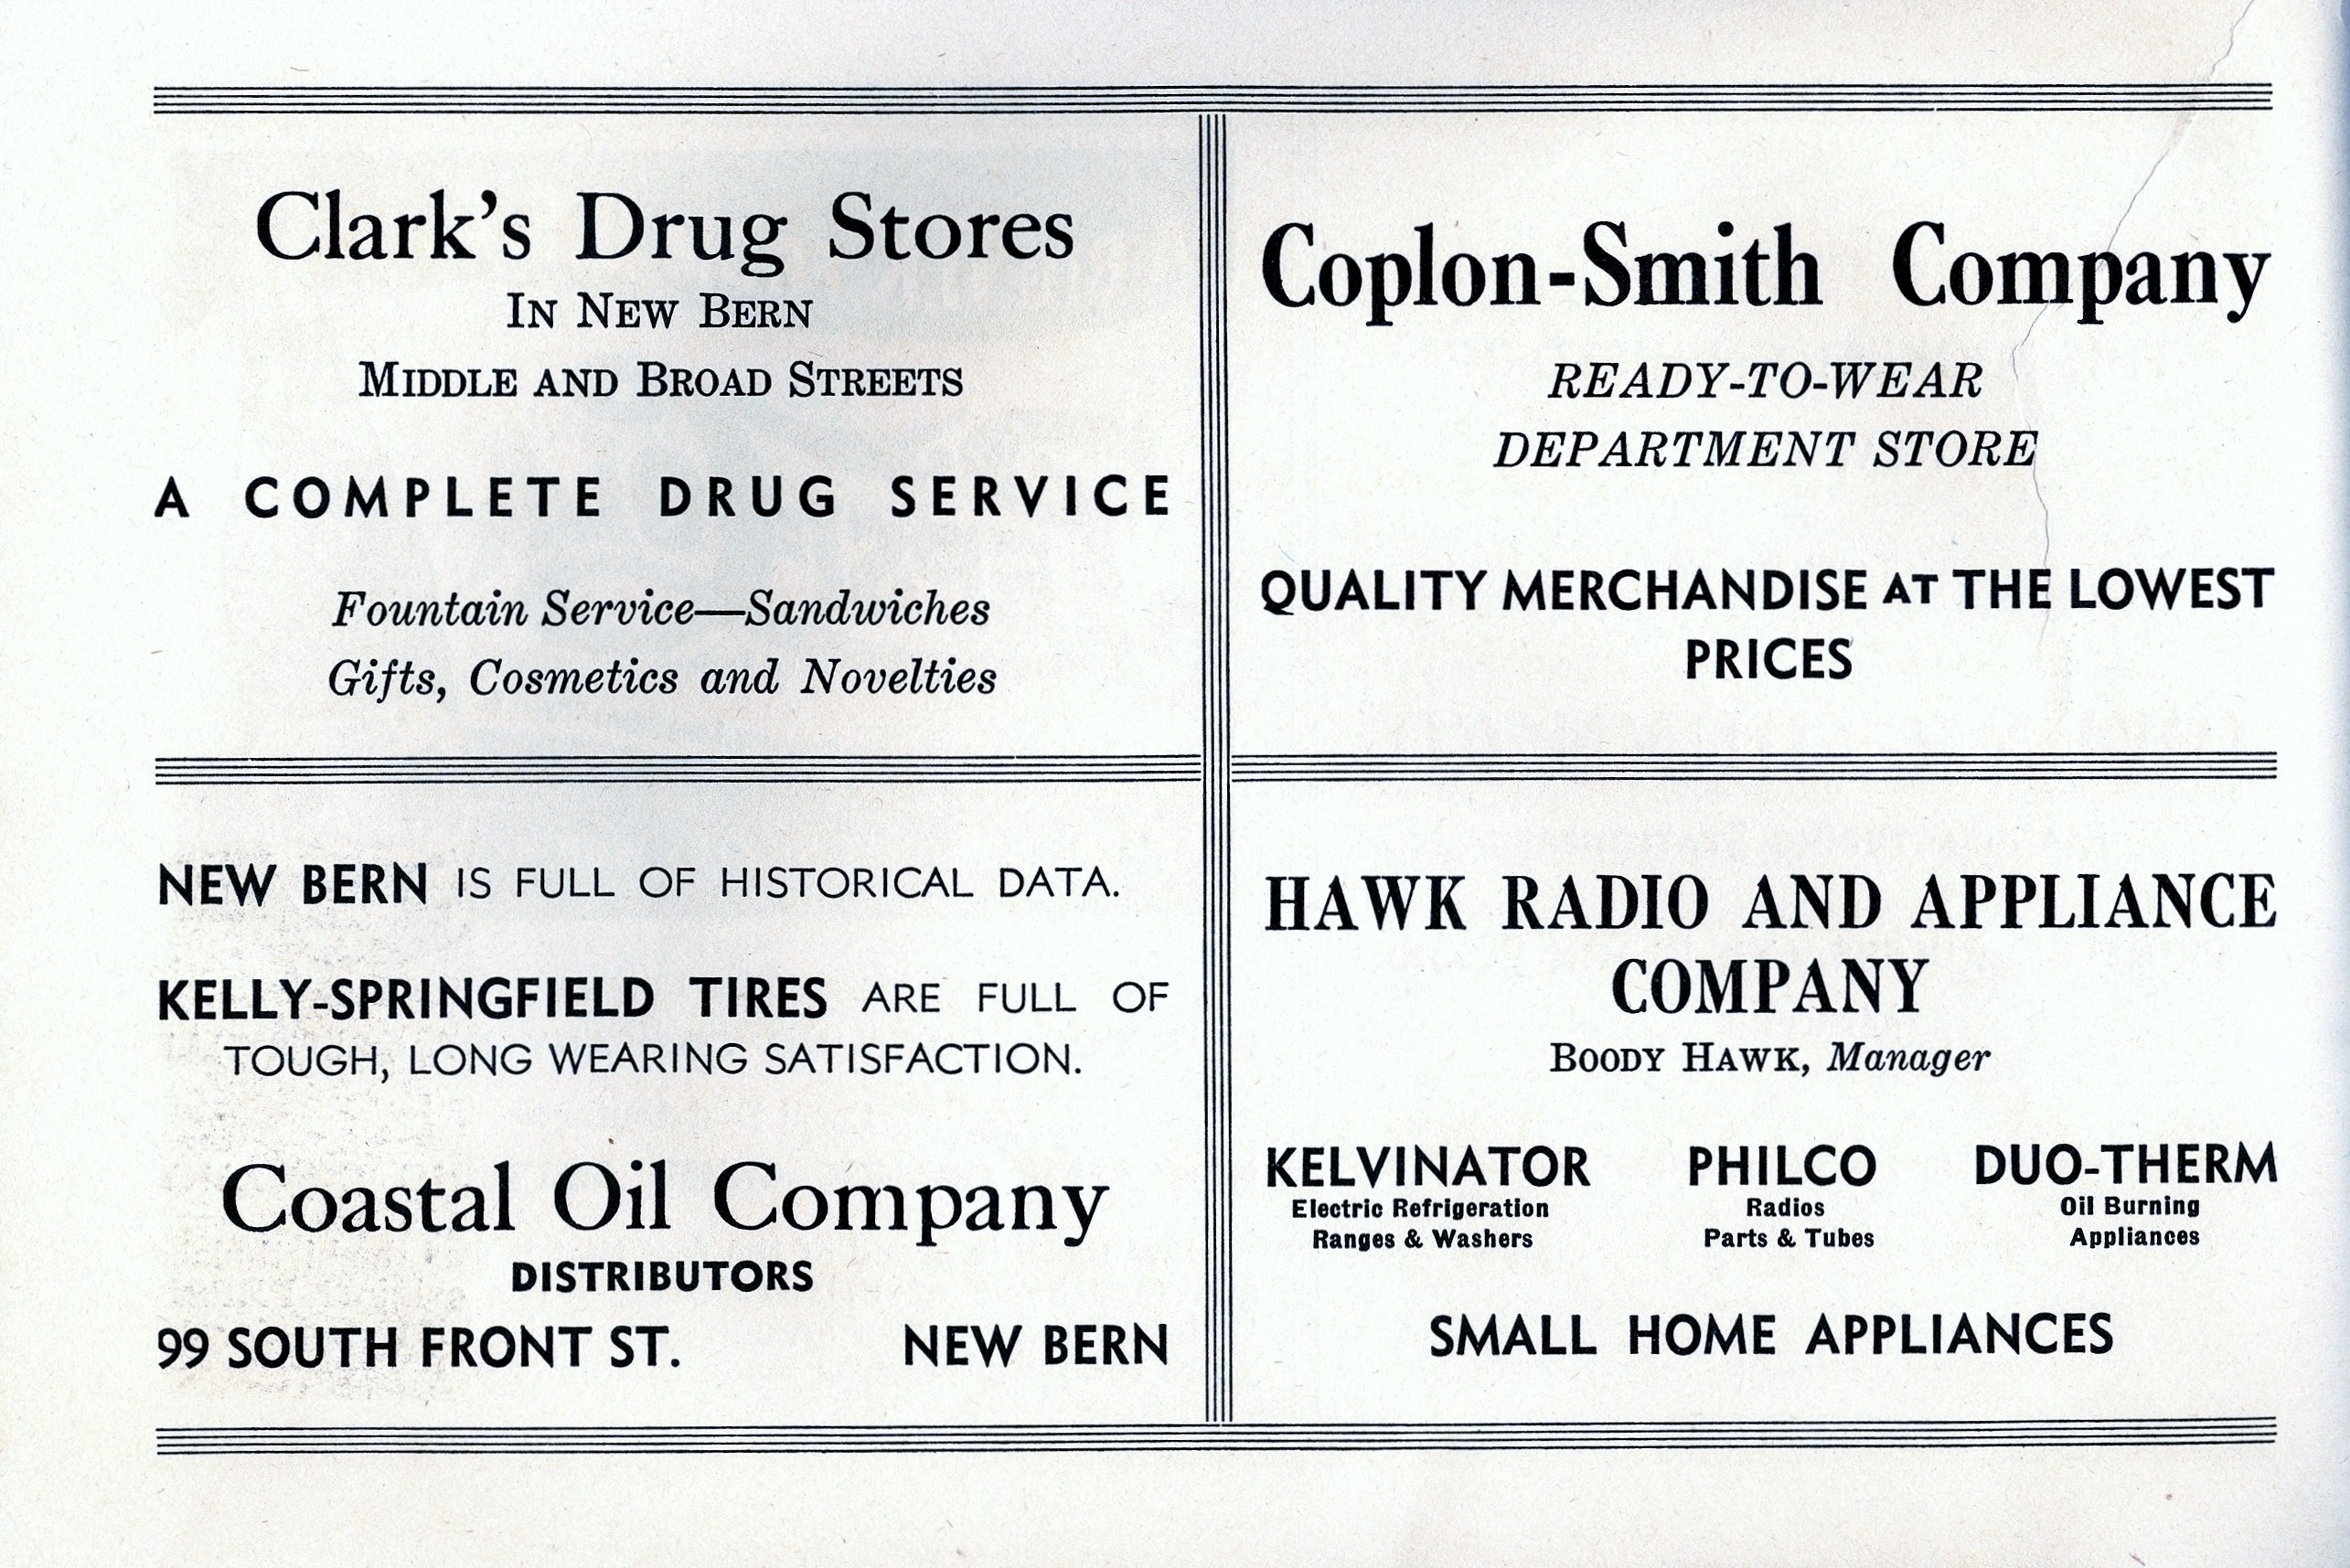 Clark's Drug Stores
In New Bern
Middle and Broad Streets
A COMPLETE DRUG SERVICE
Fountain Service—Sandwiches
Gifts, Cosmetics and Novelties
Coplon-Smith Company
READY-TO-WEAR
DEPARTMENT STORE
QUALITY MERCHANDISE AT THE LOWEST
PRICES
NEW BERN IS FULL OF HISTORICAL DATA.
KELLY-SPRINGFIELD TIRES ARE FULL OF
TOUGH, LONG WEARING SATISFACTION.
Coastal Oil Company
DISTRIBUTORS
99 SOUTH FRONT ST. NEW BERN
HAWK RADIO AND APPLIANCE
COMPANY
Boody Hawk, Manager
KELVINATOR PHILCO DUO-THERM
Electric Refrigeration Radios Oil Burning
Ranges & Washers Parts & Tubes Appliances
SMALL HOME APPLIANCES